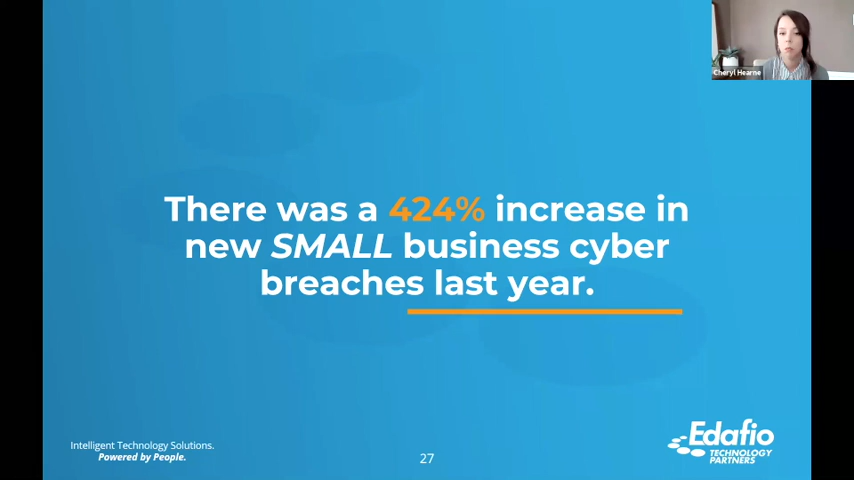 Cheryl Hearne
There was a 424% increase in
new SMALL business cyber
breaches last year.
Intelligent Technology Solutions.
Powered by People.
27
Edafio
TECHNOLOGY
PARTNERS